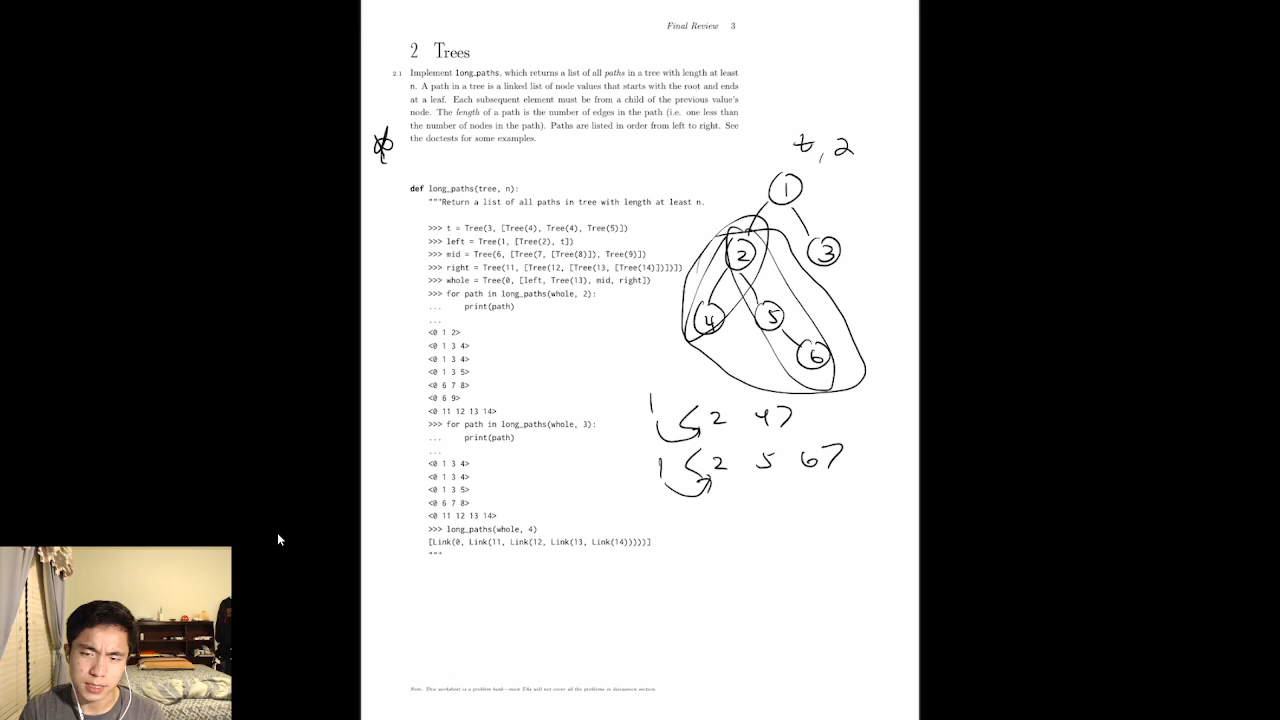 Final Review 3
2 Trees
2.1 Implement long_paths, which returns a list of all paths in a tree with length at least
n. A path in a tree is a linked list of node values that starts with the root and ends
at a leaf. Each subsequent element must be from a child of the previous value's
node. The length of a path is the number of edges in the path (i.e. one less than
the number of nodes in the path). Paths are listed in order from left to right. See
the doctests for some examples.
t, 2
def long_paths(tree, n):
"""Return a list of all paths in tree with length at least n.
>>> t = Tree(3, [Tree(4), Tree(4), Tree(5)])
>>> left = Tree(1, [Tree(2), t])
>>> mid = Tree(6, [Tree(7, [Tree(8)]), Tree(9)])
>>> right = Tree(11, [Tree(12, [Tree(13, [Tree(14)])])])
>>> whole = Tree(0, [left, Tree(13), mid, right])
>>> for path in long_paths(whole, 2):
... print(path)
...
<0 1 2>
<0 1 3 4>
<0 1 3 4>
<0 1 3 5>
<0 6 7 8>
<0 6 9>
<0 11 12 13 14>
>>> for path in long_paths(whole, 3):
... print(path)
...
<0 1 3 4>
<0 1 3 4>
<0 1 3 5>
<0 6 7 8>
<0 11 12 13 14>
>>> long_paths(whole, 4)
[Link(0, Link(11, Link(12, Link(13, Link(14)))))]
"""
1
2 3
4 5
6
1 <2 4>
1 <2 5 6>
Note: This worksheet is a problem bank—most TAs will not cover all the problems in discussion section.